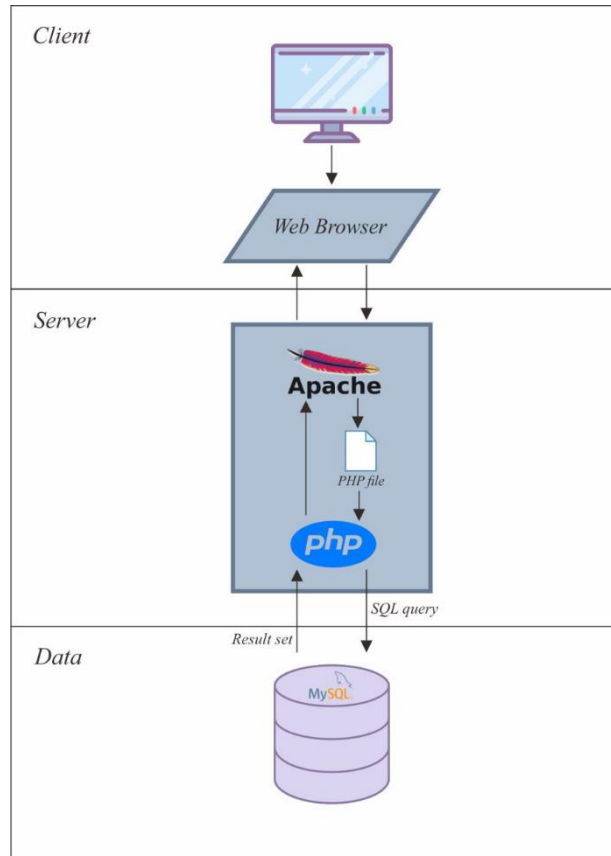 Client
Web Browser
Server
Apache
PHP file
php
SQL query
Result set
Data
MySQL